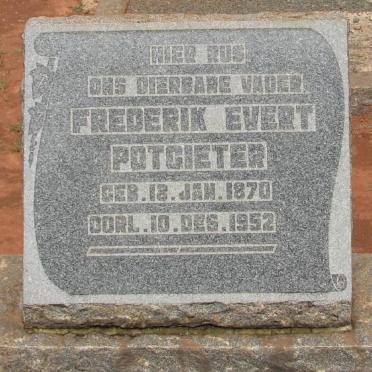 HIER RUS
ONS DIERBARE VADER
FREDERIK EVERT
POTGIETER
GEB. 12. JAN. 1870
OORL. 10. DES. 1952